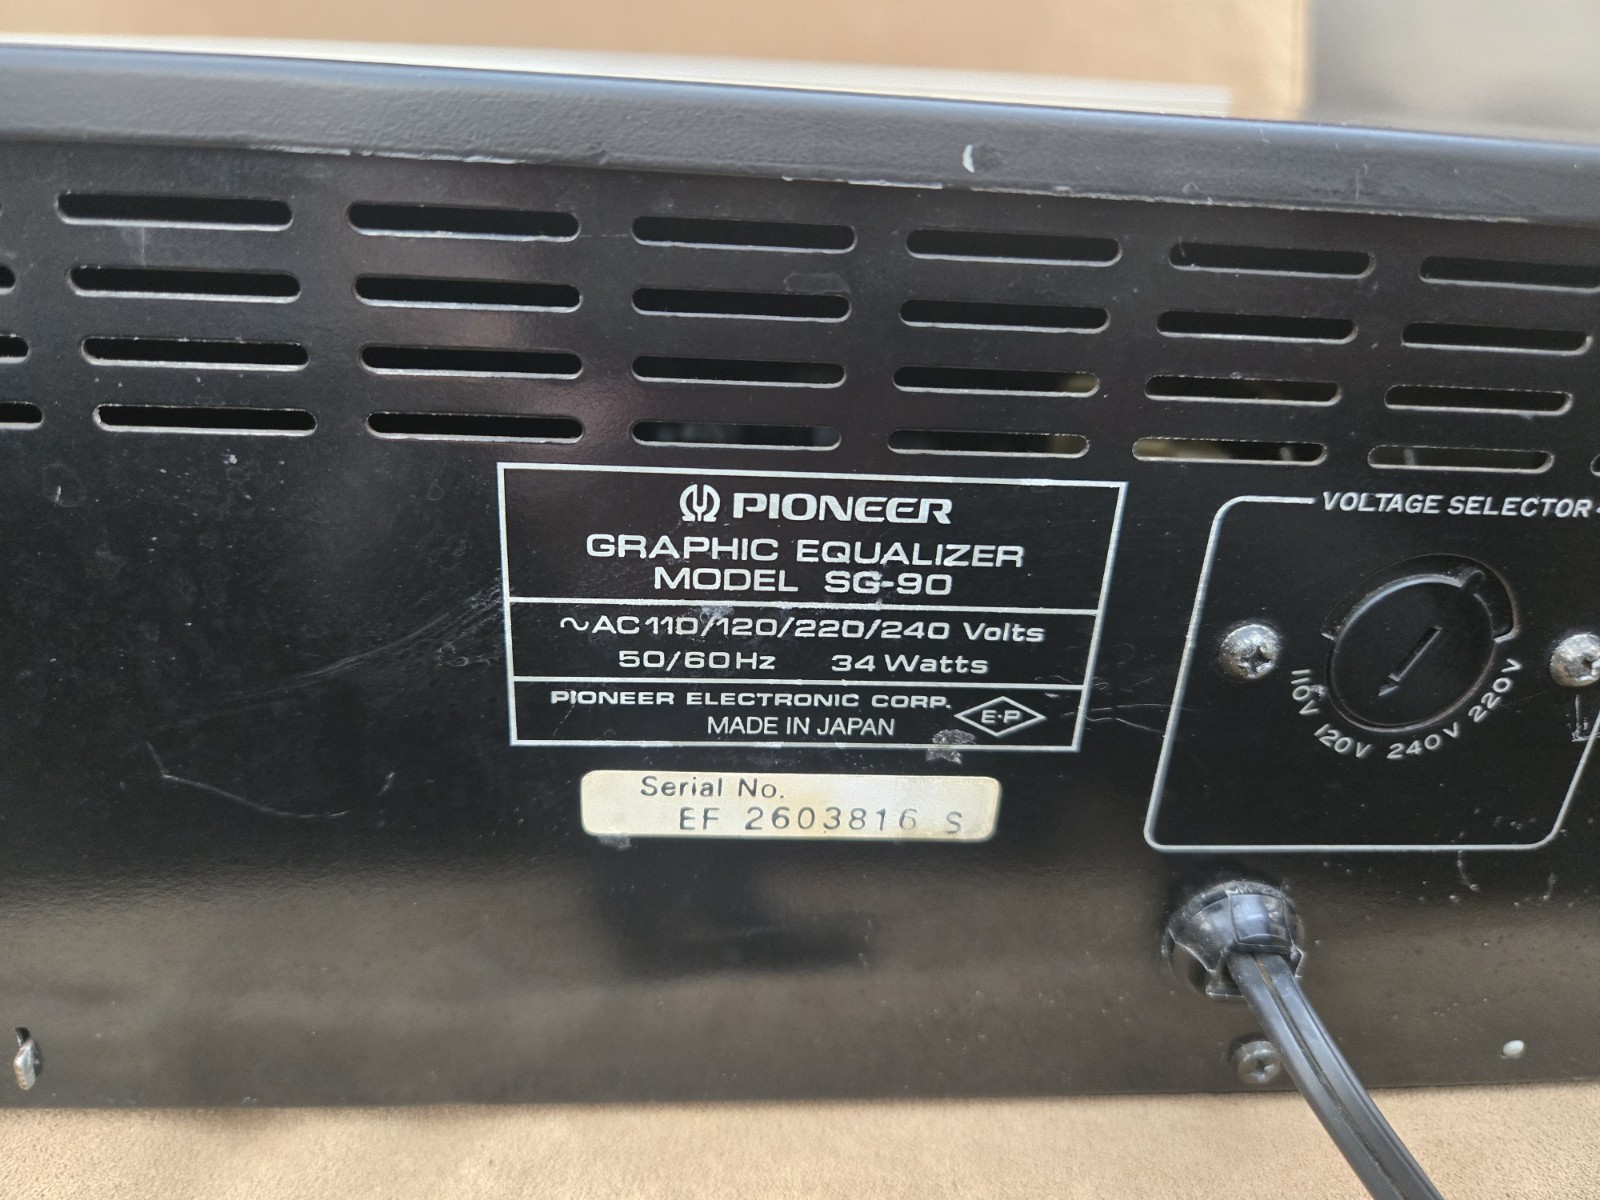 PIONEER
GRAPHIC EQUALIZER
MODEL SG-90
~AC 110/120/220/240 Volts
50/60Hz 34 Watts
PIONEER ELECTRONIC CORP.
MADE IN JAPAN
E·P
Serial No.
EF 2603816 S
VOLTAGE SELECTOR
110V 120V 240V 220V